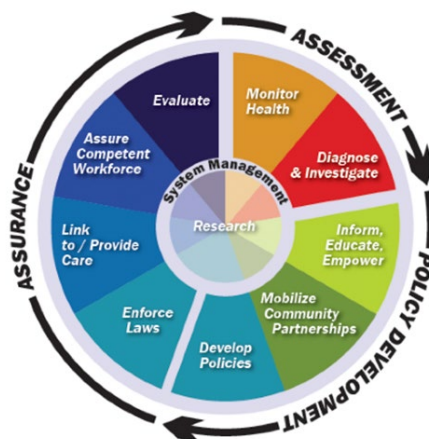 ASSESSMENT
Monitor
Health
Diagnose
& Investigate
POLICY DEVELOPMENT
Inform,
Educate,
Empower
Mobilize
Community
Partnerships
Develop
Policies
ASSURANCE
Enforce
Laws
Link
to / Provide
Care
Assure
Competent
Workforce
Evaluate
System Management
Research